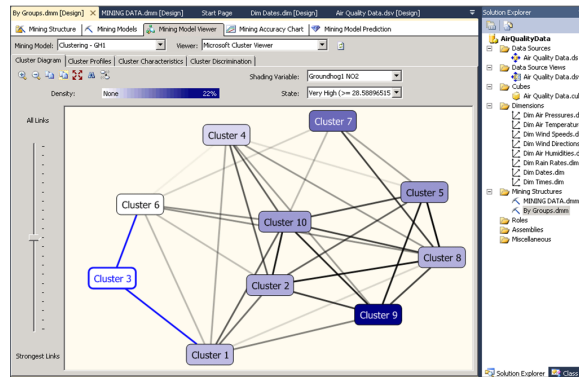 By Groups.dmm [Design] MINING DATA.dmm [Design] Start Page Dim Dates.dim [Design] Air Quality Data.dsv [Design]
Mining Structure Mining Models Mining Model Viewer Mining Accuracy Chart Mining Model Prediction
Mining Model: Clustering - GH1 Viewer: Microsoft Cluster Viewer
Cluster Diagram Cluster Profiles Cluster Characteristics Cluster Discrimination
Shading Variable: Groundhog1 NO2
Density: None 22% State: Very High (>= 28.58896515
All Links
Strongest Links
Cluster 7
Cluster 4
Cluster 5
Cluster 6
Cluster 10
Cluster 8
Cluster 3
Cluster 2
Cluster 9
Cluster 1
Solution Explorer
AirQualityData
Data Sources
Air Quality Data.ds
Data Source Views
Air Quality Data.dsv
Cubes
Air Quality Data.cub
Dimensions
Dim Air Pressures.d
Dim Air Temperatur
Dim Wind Speeds.d
Dim Wind Directions
Dim Air Humidities.d
Dim Rain Rates.dim
Dim Dates.dim
Dim Times.dim
Mining Structures
MINING DATA.dmm
By Groups.dmm
Roles
Assemblies
Miscellaneous
Solution Explorer Class